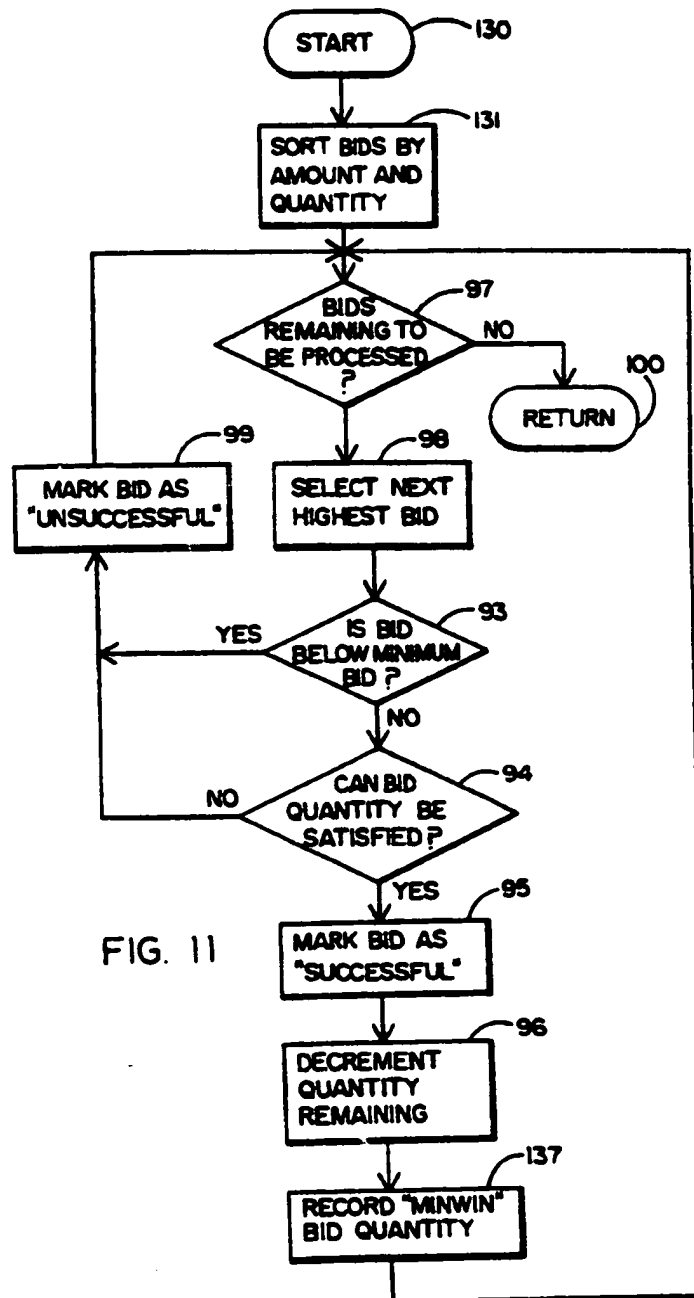 START
130
131
SORT BIDS BY
AMOUNT AND
QUANTITY
97
BIDS
REMAINING TO
BE PROCESSED
?
NO
100
RETURN
99
MARK BID AS
"UNSUCCESSFUL"
98
SELECT NEXT
HIGHEST BID
93
YES
IS BID
BELOW MINIMUM
BID ?
NO
94
NO
CAN BID
QUANTITY BE
SATISFIED?
YES
95
FIG. 11
MARK BID AS
"SUCCESSFUL"
96
DECREMENT
QUANTITY
REMAINING
137
RECORD "MINWIN"
BID QUANTITY